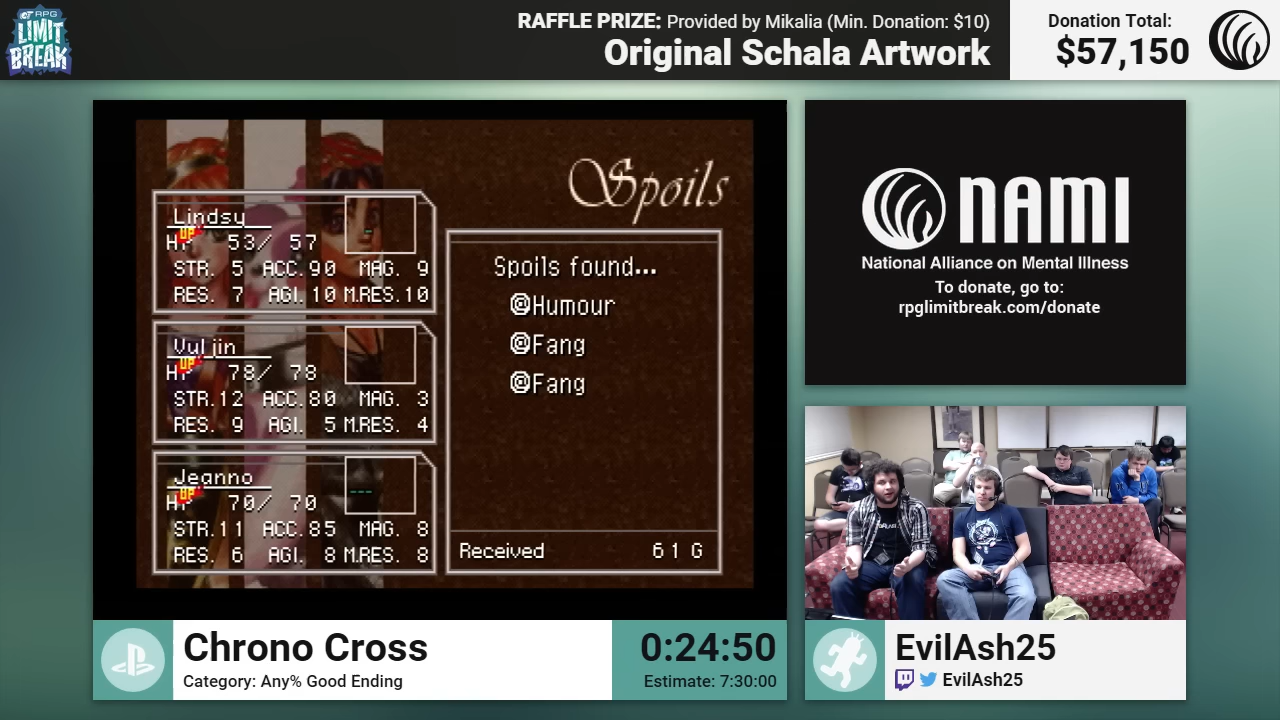 RPG
LIMIT
BREAK
RAFFLE PRIZE: Provided by Mikalia (Min. Donation: $10)
Original Schala Artwork
Donation Total:
$57,150
Spoils
Lindsy
UP
HP 53/ 57
STR. 5 ACC.90 MAG. 9
RES. 7 AGI.10 M.RES.10
Vuljin
UP
HP 78/ 78
STR.12 ACC.80 MAG. 3
RES. 9 AGI. 5 M.RES. 4
Jeanno
UP
HP 70/ 70
STR.11 ACC.85 MAG. 8
RES. 6 AGI. 8 M.RES. 8
Spoils found...
@Humour
@Fang
@Fang
Received 61 G
NAMI
National Alliance on Mental Illness
To donate, go to:
rpglimitbreak.com/donate
Chrono Cross
Category: Any% Good Ending
0:24:50
Estimate: 7:30:00
EvilAsh25
EvilAsh25